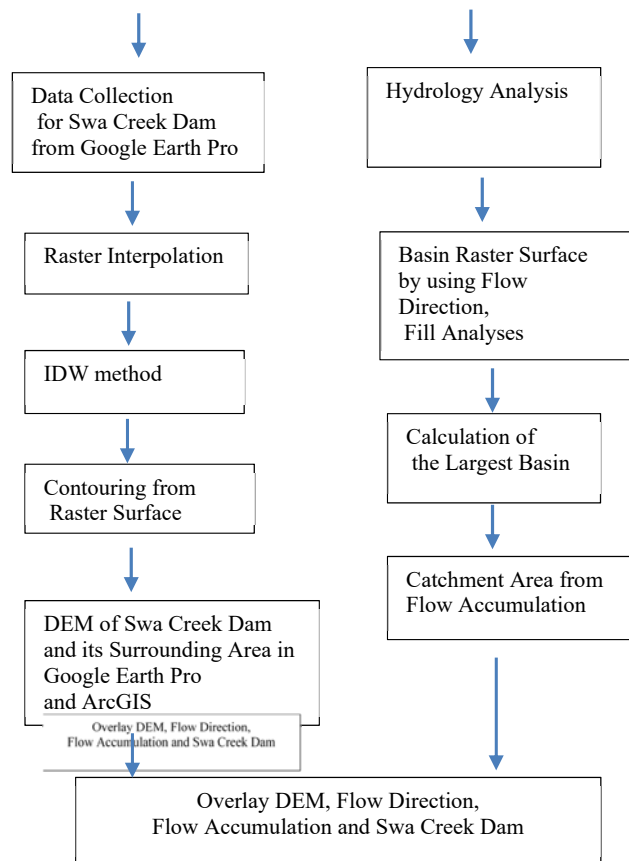 Data Collection
for Swa Creek Dam
from Google Earth Pro
Raster Interpolation
IDW method
Contouring from
Raster Surface
DEM of Swa Creek Dam
and its Surrounding Area in
Google Earth Pro
and ArcGIS
Hydrology Analysis
Basin Raster Surface
by using Flow
Direction,
Fill Analyses
Calculation of
the Largest Basin
Catchment Area from
Flow Accumulation
Overlay DEM, Flow Direction,
Flow Accumulation and Swa Creek Dam
Overlay DEM, Flow Direction,
Flow Accumulation and Swa Creek Dam